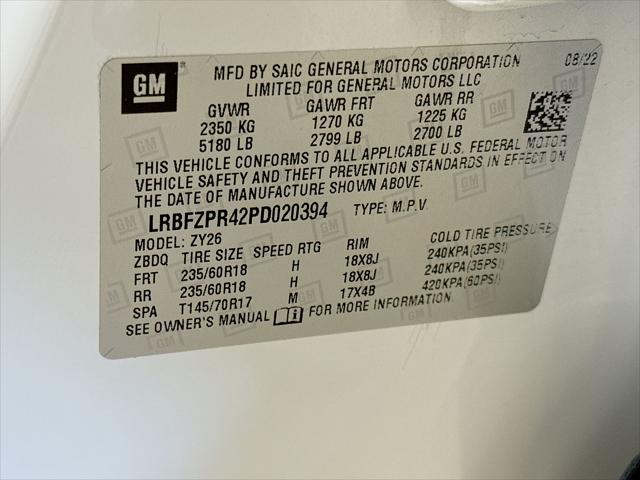 GM
MFD BY SAIC GENERAL MOTORS CORPORATION 08/22
LIMITED FOR GENERAL MOTORS LLC
GVWR GAWR FRT GAWR RR
2350 KG 1270 KG 1225 KG
5180 LB 2799 LB 2700 LB
THIS VEHICLE CONFORMS TO ALL APPLICABLE U.S. FEDERAL MOTOR
VEHICLE SAFETY AND THEFT PREVENTION STANDARDS IN EFFECT ON
THE DATE OF MANUFACTURE SHOWN ABOVE.
LRBFZPR42PD020394 TYPE: M.P.V
MODEL: ZY26
ZBDQ TIRE SIZE SPEED RTG RIM COLD TIRE PRESSURE
FRT 235/60R18 H 18X8J 240KPA(35PSI)
RR 235/60R18 H 18X8J 240KPA(35PSI)
SPA T145/70R17 M 17X4B 420KPA(60PSI)
SEE OWNER'S MANUAL FOR MORE INFORMATION